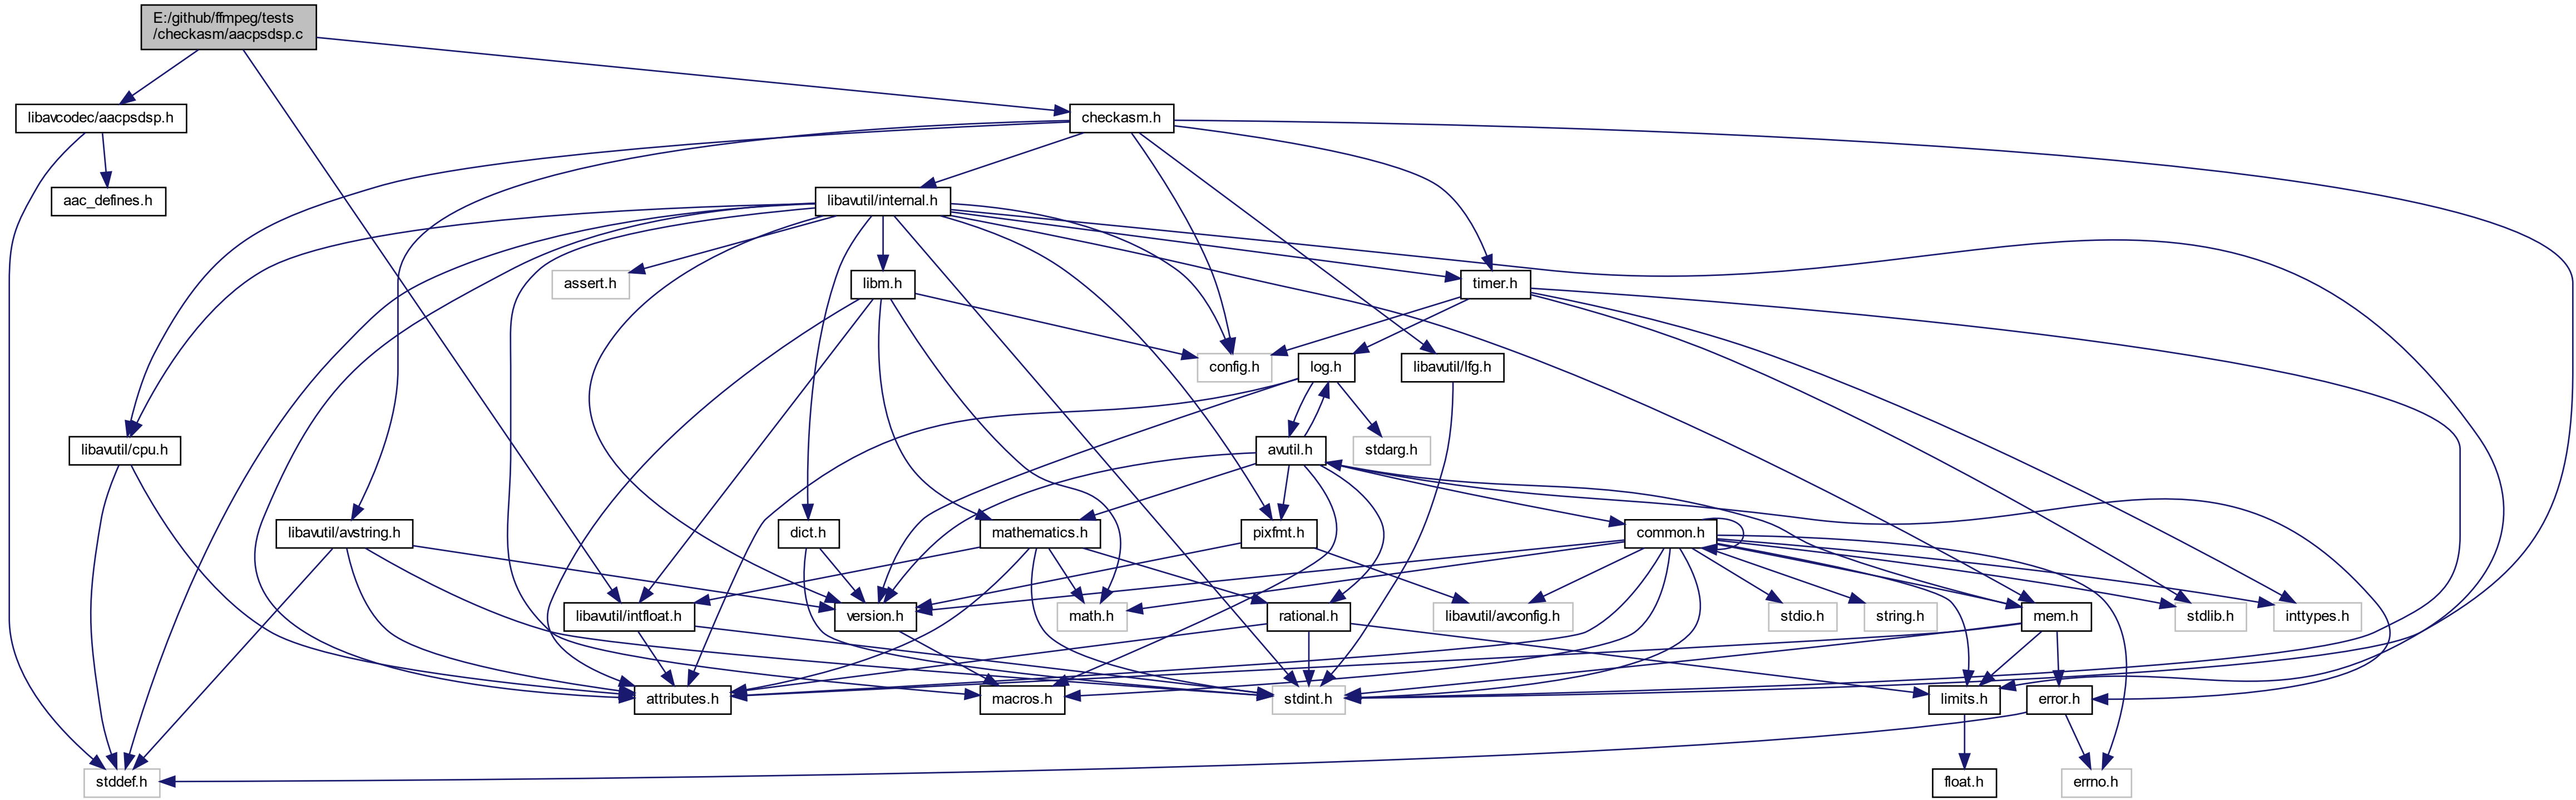 E:/github/ffmpeg/tests
/checkasm/aacpsdsp.c
libavcodec/aacpsdsp.h
checkasm.h
aac_defines.h
libavutil/internal.h
assert.h
libm.h
timer.h
config.h
log.h
libavutil/lfg.h
libavutil/cpu.h
avutil.h
stdarg.h
libavutil/avstring.h
dict.h
mathematics.h
pixfmt.h
common.h
libavutil/intfloat.h
version.h
math.h
rational.h
libavutil/avconfig.h
stdio.h
string.h
mem.h
stdlib.h
inttypes.h
attributes.h
macros.h
stdint.h
limits.h
error.h
stddef.h
float.h
errno.h